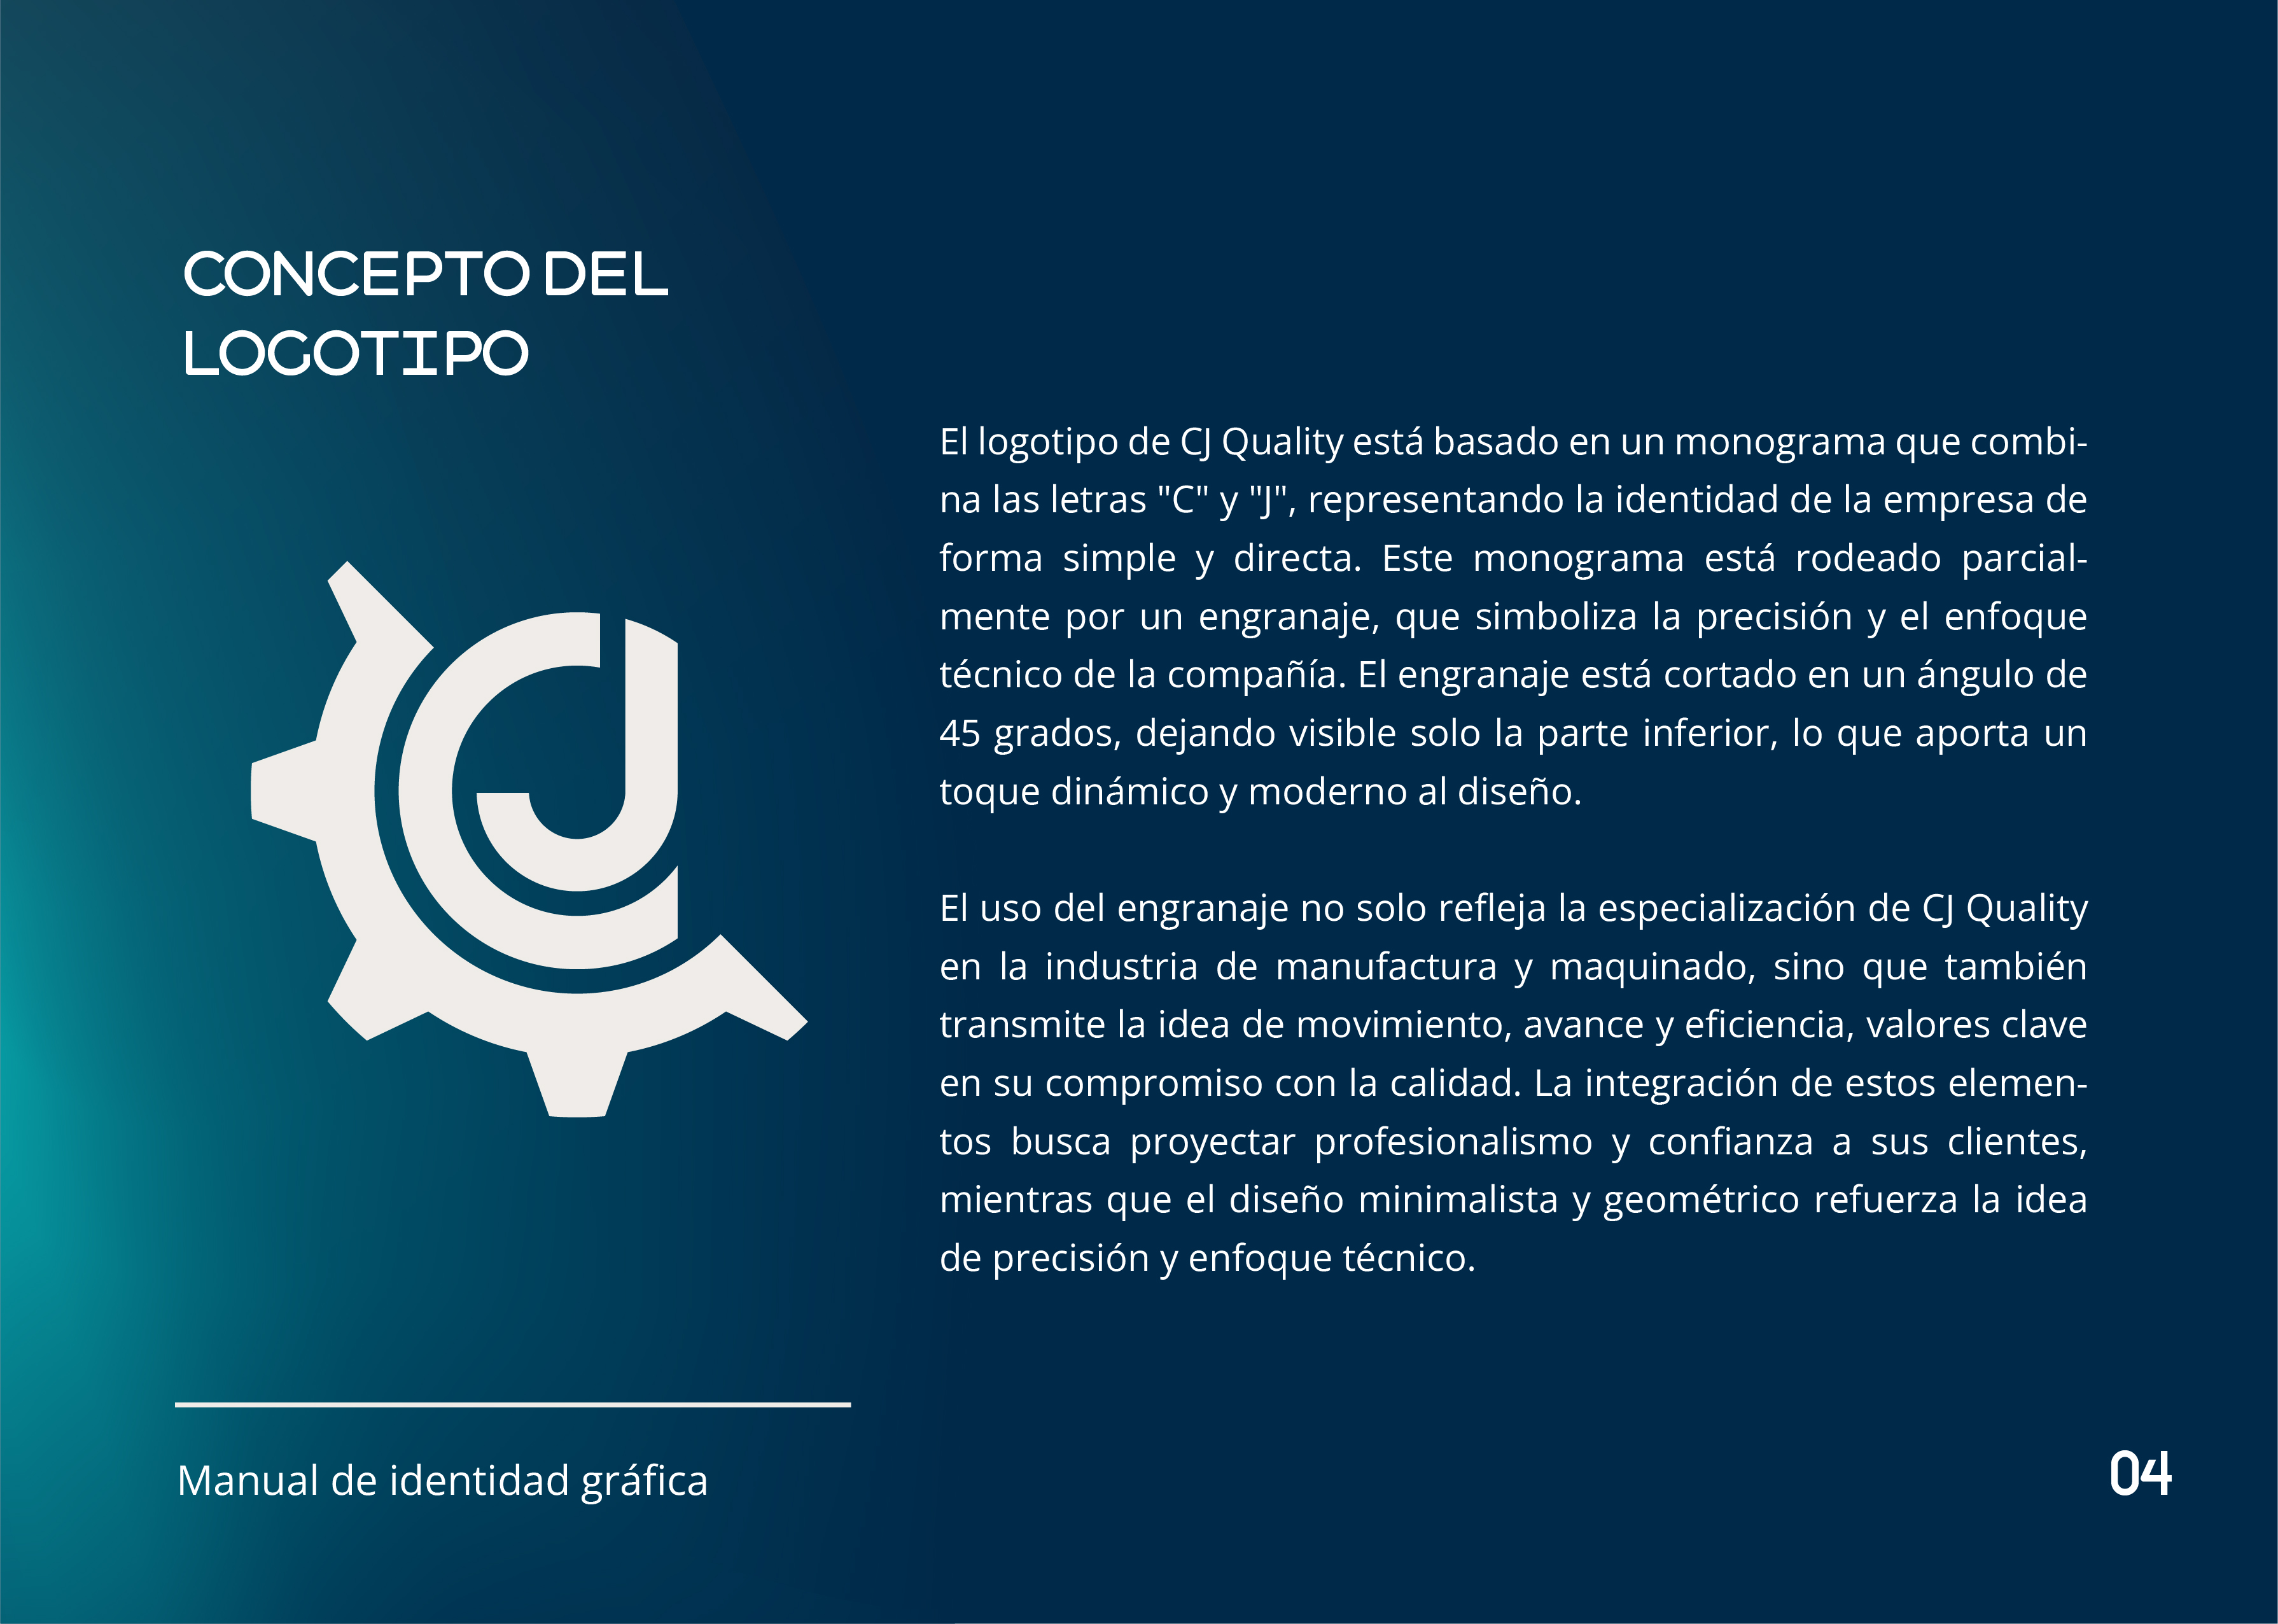 CONCEPTO DEL
LOGOTIPO
El logotipo de CJ Quality está basado en un monograma que combi-
na las letras "C" y "J", representando la identidad de la empresa de
forma simple y directa. Este monograma está rodeado parcial-
mente por un engranaje, que simboliza la precisión y el enfoque
técnico de la compañía. El engranaje está cortado en un ángulo de
45 grados, dejando visible solo la parte inferior, lo que aporta un
toque dinámico y moderno al diseño.
El uso del engranaje no solo refleja la especialización de CJ Quality
en la industria de manufactura y maquinado, sino que también
transmite la idea de movimiento, avance y eficiencia, valores clave
en su compromiso con la calidad. La integración de estos elemen-
tos busca proyectar profesionalismo y confianza a sus clientes,
mientras que el diseño minimalista y geométrico refuerza la idea
de precisión y enfoque técnico.
Manual de identidad gráfica
04